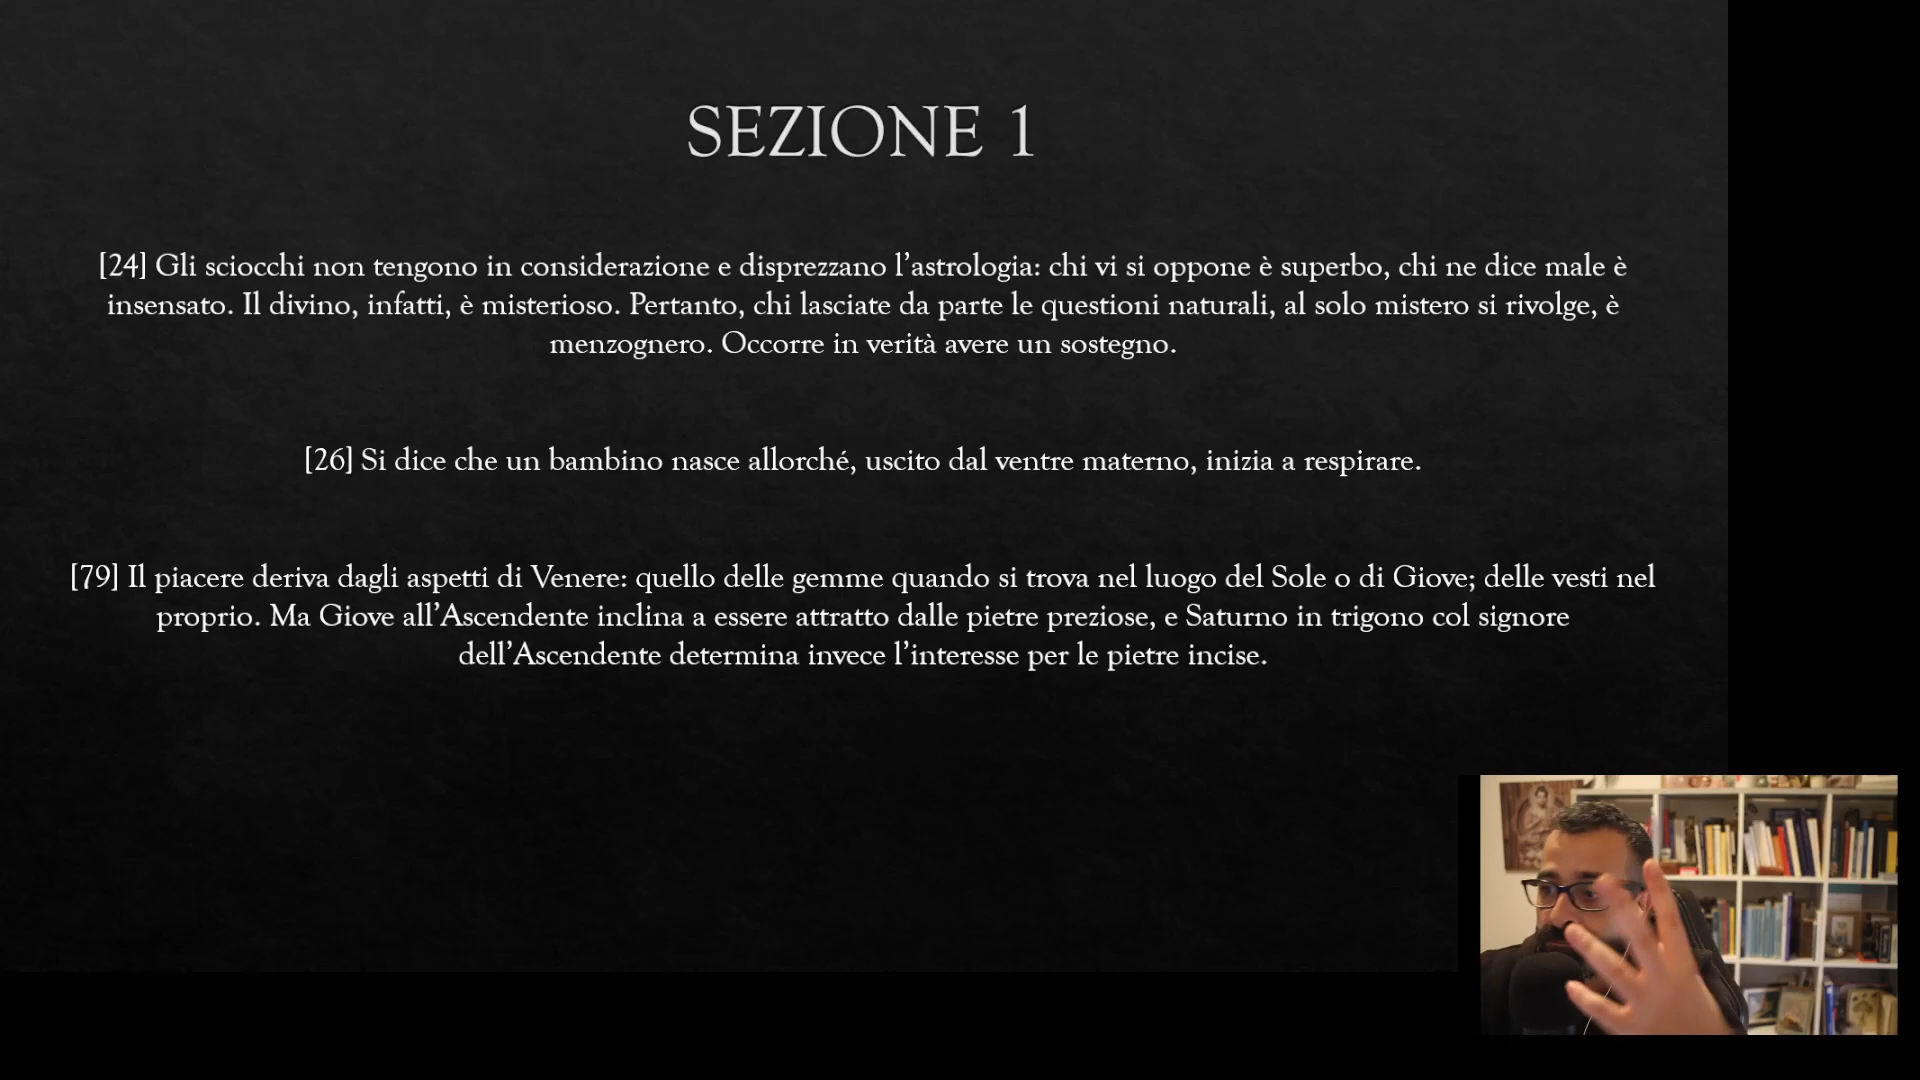 SEZIONE 1
[24] Gli sciocchi non tengono in considerazione e disprezzano l’astrologia: chi vi si oppone è superbo, chi ne dice male è
insensato. Il divino, infatti, è misterioso. Pertanto, chi lasciate da parte le questioni naturali, al solo mistero si rivolge, è
menzognero. Occorre in verità avere un sostegno.
[26] Si dice che un bambino nasce allorché, uscito dal ventre materno, inizia a respirare.
[79] Il piacere deriva dagli aspetti di Venere: quello delle gemme quando si trova nel luogo del Sole o di Giove; delle vesti nel
proprio. Ma Giove all’Ascendente inclina a essere attratto dalle pietre preziose, e Saturno in trigono col signore
dell’Ascendente determina invece l’interesse per le pietre incise.